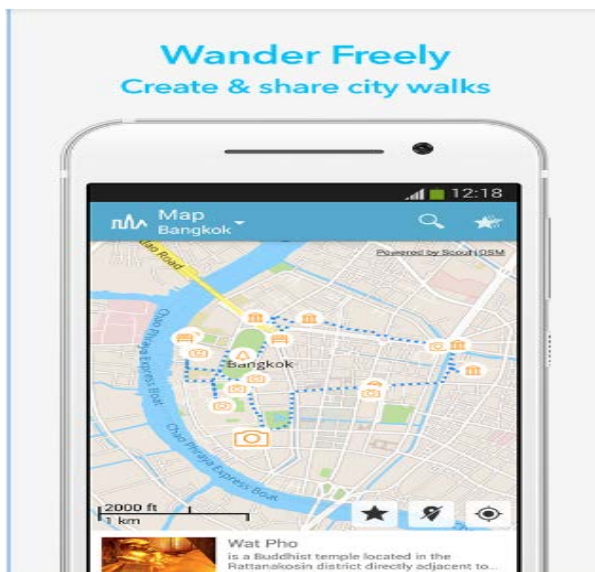 Wander Freely
Create & share city walks
12:18
Map
Bangkok
Powered by Scout | OSM
Road
Chao Phraya Express Boat
Bangkok
Chao Phraya Express Boat
2000 ft
1 km
Wat Pho
is a Buddhist temple located in the
Rattanakosin district directly adjacent to...